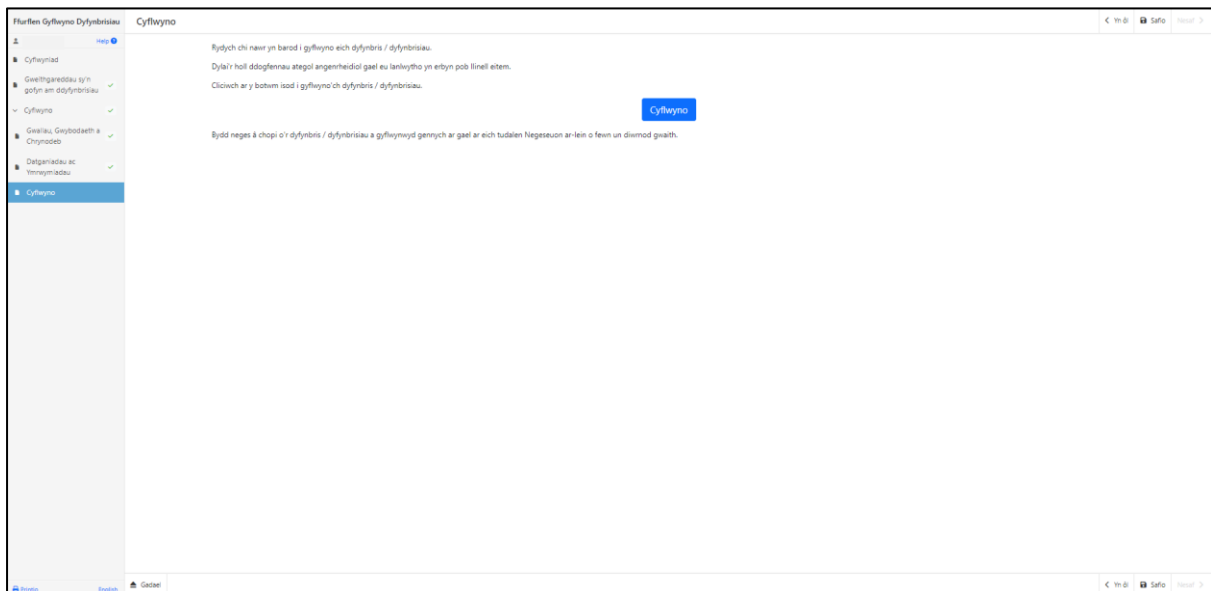 Ffurflen Gyflwyno Dyfynbrisiau
Cyflwyno
Yn ôl
Safio
Nesaf
Help
Cyflwyniad
Gweithgareddau sy'n
gofyn am ddyfynbrisiau
Cyflwyno
Gwallau, Gwybodaeth a
Chrynodeb
Datganiadau ac
Ymrwymiadau
Cyflwyno
Rydych chi nawr yn barod i gyflwyno eich dyfynbris / dyfynbrisiau.
Dylai'r holl ddogfennau ategol angenrheidiol gael eu lanlwytho yn erbyn pob llinell eitem.
Cliciwch ar y botwm isod i gyflwyno'ch dyfynbris / dyfynbrisiau.
Cyflwyno
Bydd neges â chopi o'r dyfynbris / dyfynbrisiau a gyflwynwyd gennych ar gael ar eich tudalen Negeseuon ar-lein o fewn un diwrnod gwaith.
Printio
English
Gadael
Yn ôl
Safio
Nesaf